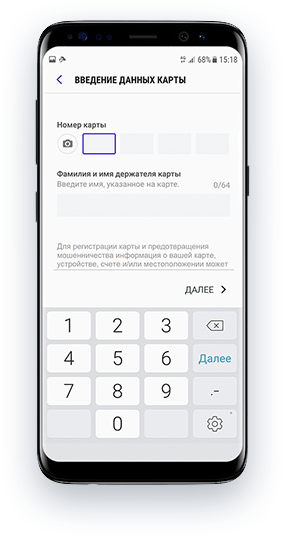 68% 15:18
ВВЕДЕНИЕ ДАННЫХ КАРТЫ
Номер карты
Фамилия и имя держателя карты
Введите имя, указанное на карте. 0/64
Для регистрации карты и предотвращения
мошенничества информация о вашей карте,
устройстве, счете и/или местоположении может
ДАЛЕЕ >
1 2 3
4 5 6 Далее
7 8 9 .-
0